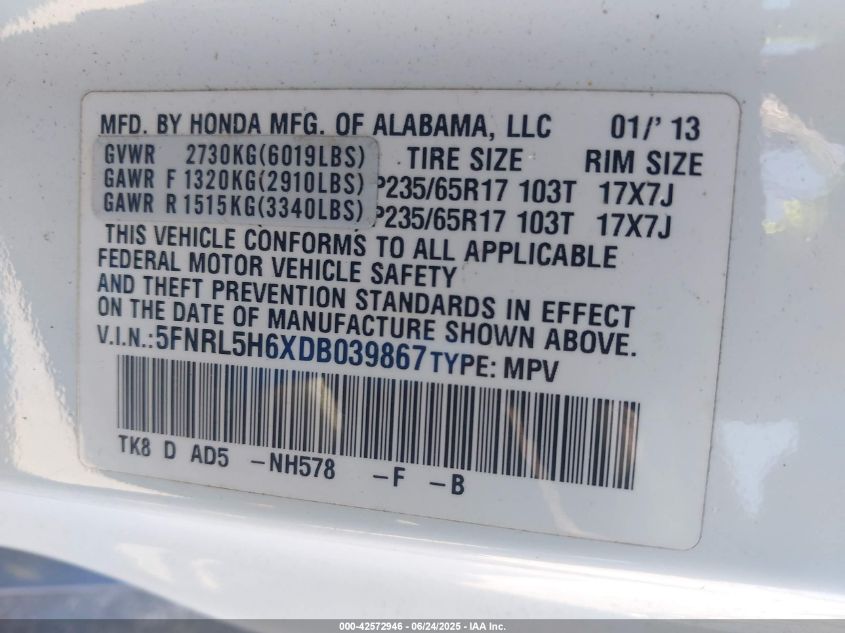 MFD. BY HONDA MFG. OF ALABAMA, LLC 01/'13
GVWR 2730KG(6019LBS) TIRE SIZE RIM SIZE
GAWR F 1320KG(2910LBS) P235/65R17 103T 17X7J
GAWR R 1515KG(3340LBS) P235/65R17 103T 17X7J
THIS VEHICLE CONFORMS TO ALL APPLICABLE
FEDERAL MOTOR VEHICLE SAFETY
AND THEFT PREVENTION STANDARDS IN EFFECT
ON THE DATE OF MANUFACTURE SHOWN ABOVE.
V.I.N.:5FNRL5H6XDB039867 TYPE: MPV
TK8 D AD5 -NH578 -F -B
000-42572946 - 06/24/2025 - IAA Inc.